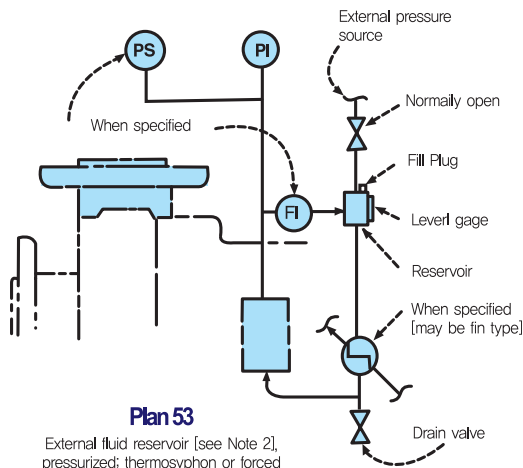 External pressure
source
PS
PI
Normaily open
When specified
Fill Plug
FI
Leverl gage
Reservoir
When specified
[may be fin type]
Plan 53
External fluid reservoir [see Note 2],
pressurized; thermosyphon or forced
Drain valve